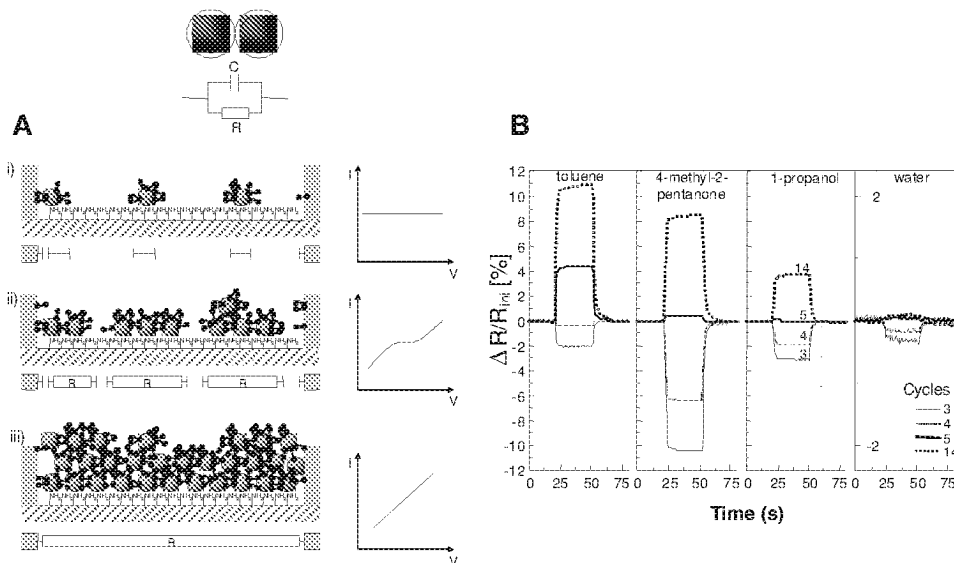 C
R
A
i)
I
V
ii)
R
R
R
I
V
iii)
R
I
V
B
toluene
4-methyl-2-
pentanone
1-propanol
water
ΔR/R_ini [%]
12
10
8
6
4
2
0
-2
-4
-6
-8
-10
-12
14
5
4
3
2
-2
Cycles
3
4
5
14
0 25 50 75
0 25 50 75
0 25 50 75
0 25 50 75
Time (s)